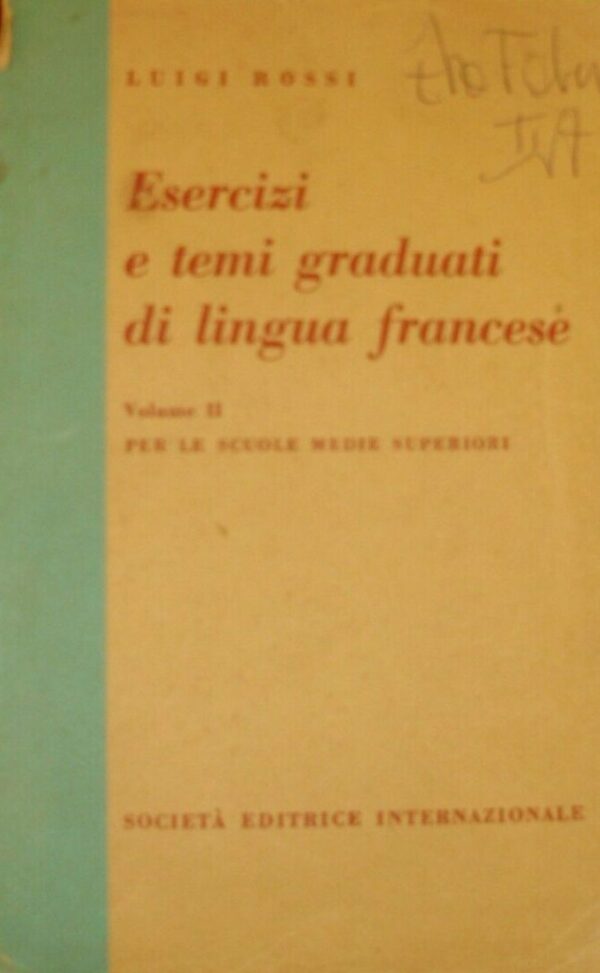 LUIGI ROSSI
Esercizi
e temi graduati
di lingua francese
Volume II
PER LE SCUOLE MEDIE SUPERIORI
SOCIETÀ EDITRICE INTERNAZIONALE